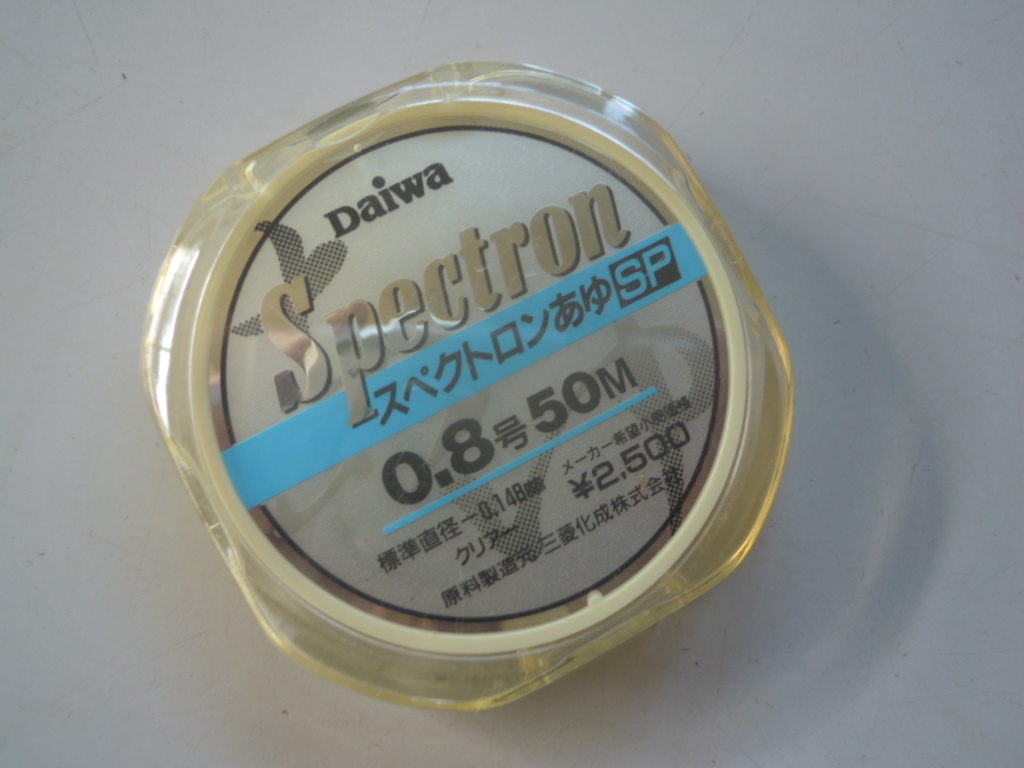 Daiwa
Spectron
スペクトロンあゆSP
0.8号50M
標準直径－0.148mm
クリアー
メーカー希望小売価格
¥2,500
原料製造元/三菱化成株式会社